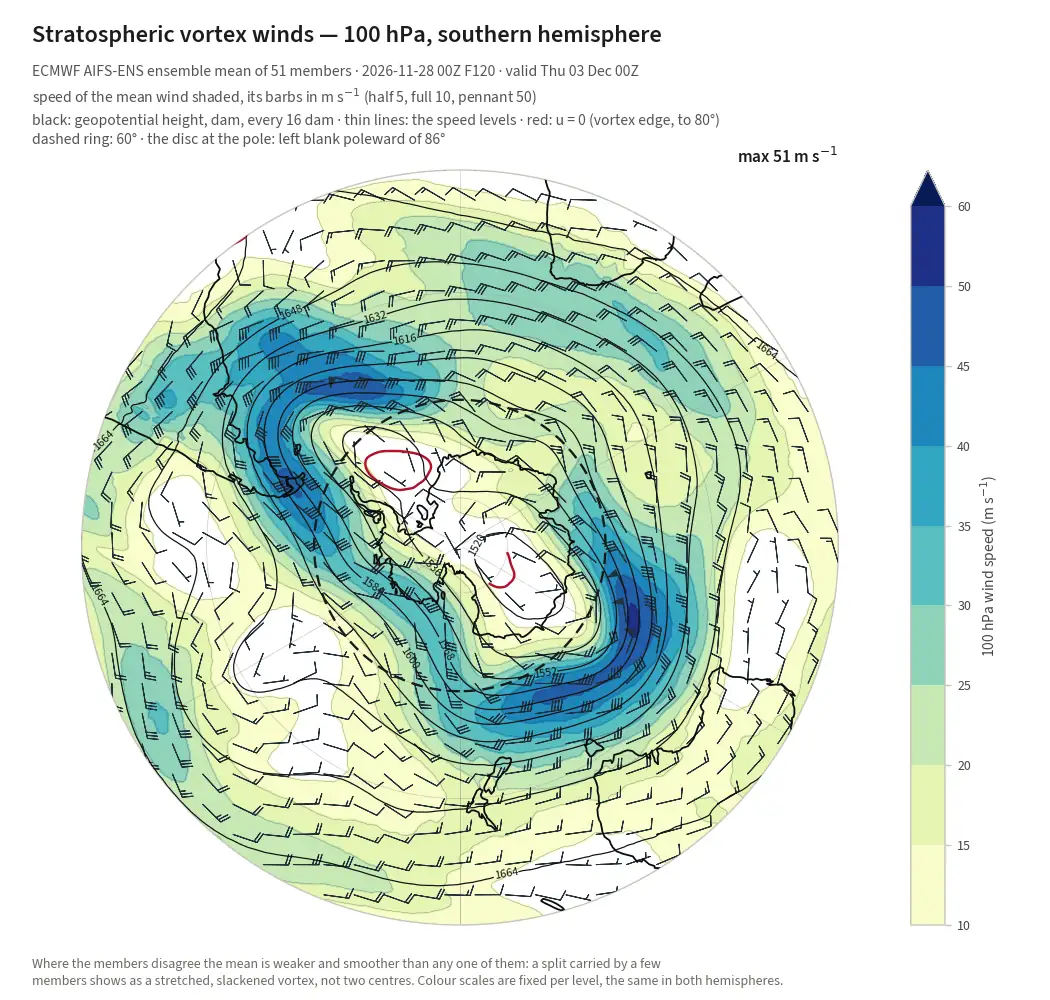 Stratospheric vortex winds — 100 hPa, southern hemisphere
ECMWF AIFS-ENS ensemble mean of 51 members · 2026-11-28 00Z F120 · valid Thu 03 Dec 00Z
speed of the mean wind shaded, its barbs in m s⁻¹ (half 5, full 10, pennant 50)
black: geopotential height, dam, every 16 dam · thin lines: the speed levels · red: u = 0 (vortex edge, to 80°)
dashed ring: 60° · the disc at the pole: left blank poleward of 86°
max 51 m s⁻¹
60
50
45
40
35
30
25
20
15
10
100 hPa wind speed (m s⁻¹)
1648
1632
1616
1664
1664
1664
1520
1536
1584
1568
1600
1552
1664
Where the members disagree the mean is weaker and smoother than any one of them: a split carried by a few
members shows as a stretched, slackened vortex, not two centres. Colour scales are fixed per level, the same in both hemispheres.